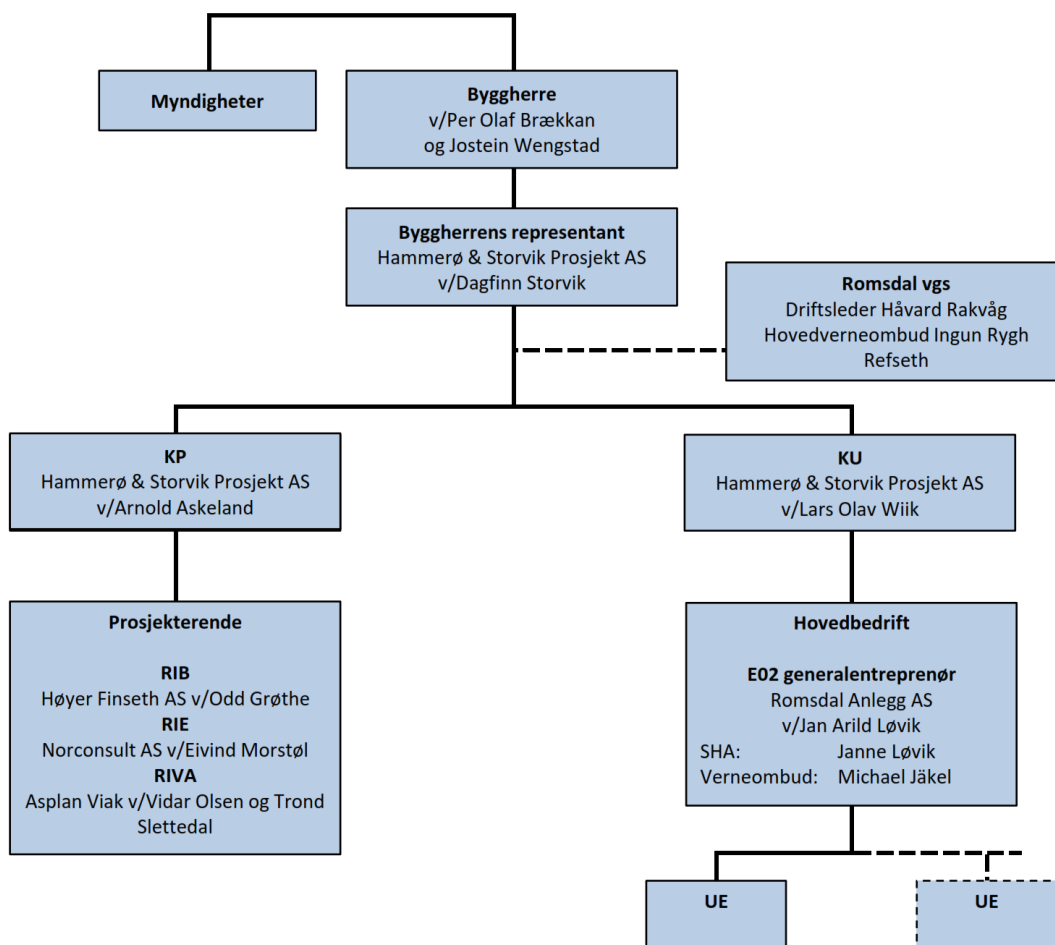 Myndigheter
Byggherre
v/Per Olaf Brækkan
og Jostein Wengstad
Byggherrens representant
Hammerø & Storvik Prosjekt AS
v/Dagfinn Storvik
Romsdal vgs
Driftsleder Håvard Rakvåg
Hovedverneombud Ingun Rygh
Refseth
KP
Hammerø & Storvik Prosjekt AS
v/Arnold Askeland
KU
Hammerø & Storvik Prosjekt AS
v/Lars Olav Wiik
Prosjekterende
RIB
Høyer Finseth AS v/Odd Grøthe
RIE
Norconsult AS v/Eivind Morstøl
RIVA
Asplan Viak v/Vidar Olsen og Trond
Slettedal
Hovedbedrift
E02 generalentreprenør
Romsdal Anlegg AS
v/Jan Arild Løvik
SHA: Janne Løvik
Verneombud: Michael Jäkel
UE
UE